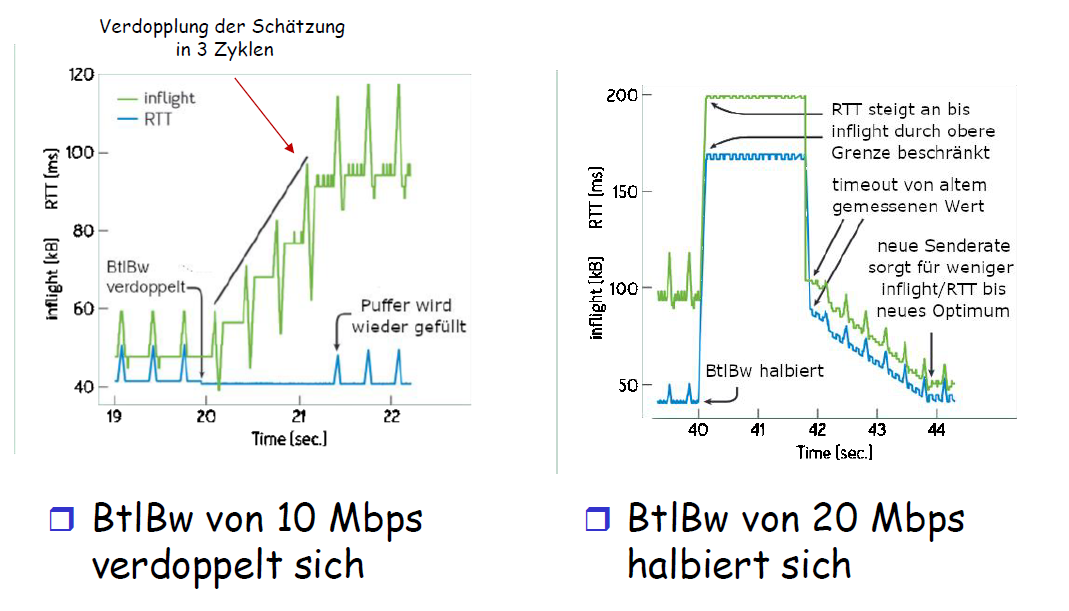 Verdopplung der Schätzung
in 3 Zyklen
120
100
80
60
40
inflight (kB) RTT (ms)
inflight
RTT
BtlBw
verdoppelt
Puffer wird
wieder gefüllt
19 20 21 22
Time (sec.)
200
150
100
50
inflight (kB) RTT (ms)
RTT steigt an bis
inflight durch obere
Grenze beschränkt
timeout von altem
gemessenen Wert
neue Senderate
sorgt für weniger
inflight/RTT bis
neues Optimum
BtlBw halbiert
40 41 42 43 44
Time (sec.)
BtlBw von 10 Mbps
verdoppelt sich
BtlBw von 20 Mbps
halbiert sich